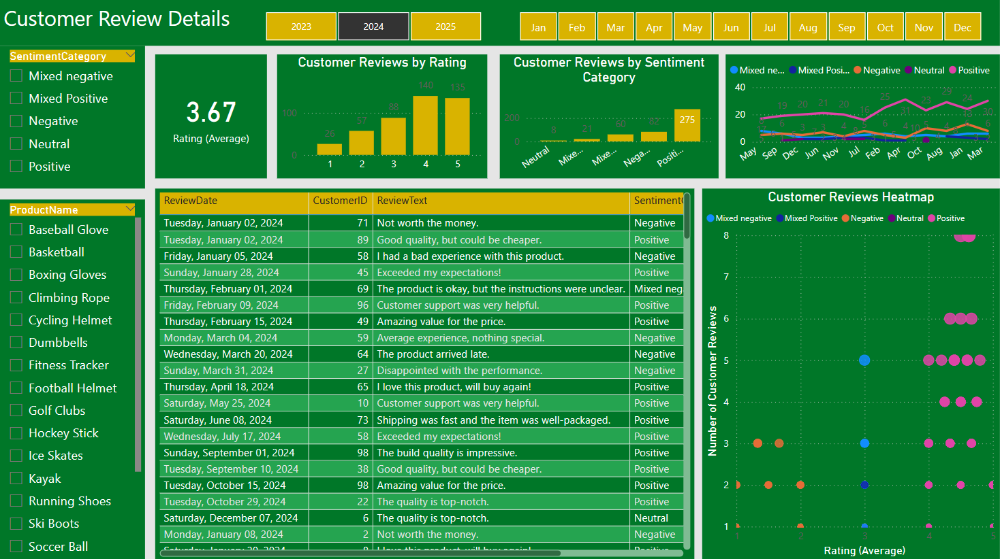 Customer Review Details
2023
2024
2025
Jan
Feb
Mar
Apr
May
Jun
Jul
Aug
Sep
Oct
Nov
Dec
SentimentCategory
Mixed negative
Mixed Positive
Negative
Neutral
Positive
3.67
Rating (Average)
Customer Reviews by Rating
100
0
26
57
88
140
135
1
2
3
4
5
Customer Reviews by Sentiment
Category
200
0
8
21
60
82
275
Neutral
Mixe...
Mixe...
Nega...
Positi...
Mixed ne...
Mixed Posi...
Negative
Neutral
Positive
40
20
0
19
20
21
20
16
25
31
23
29
24
30
May
Sep
Dec
Jun
Nov
Jul
Feb
Apr
Oct
Aug
Jan
Mar
ProductName
Baseball Glove
Basketball
Boxing Gloves
Climbing Rope
Cycling Helmet
Dumbbells
Fitness Tracker
Football Helmet
Golf Clubs
Hockey Stick
Ice Skates
Kayak
Running Shoes
Ski Boots
Soccer Ball
ReviewDate CustomerID ReviewText SentimentC
Tuesday, January 02, 2024 71 Not worth the money. Negative
Tuesday, January 02, 2024 89 Good quality, but could be cheaper. Positive
Friday, January 05, 2024 58 I had a bad experience with this product. Negative
Sunday, January 28, 2024 45 Exceeded my expectations! Positive
Thursday, February 01, 2024 69 The product is okay, but the instructions were unclear. Mixed neg
Friday, February 09, 2024 96 Customer support was very helpful. Positive
Thursday, February 15, 2024 49 Amazing value for the price. Positive
Monday, March 04, 2024 59 Average experience, nothing special. Negative
Wednesday, March 20, 2024 64 The product arrived late. Negative
Sunday, March 31, 2024 27 Disappointed with the performance. Negative
Thursday, April 18, 2024 65 I love this product, will buy again! Positive
Saturday, May 25, 2024 10 Customer support was very helpful. Positive
Saturday, June 08, 2024 73 Shipping was fast and the item was well-packaged. Positive
Wednesday, July 17, 2024 58 Exceeded my expectations! Positive
Sunday, September 01, 2024 98 The build quality is impressive. Positive
Tuesday, September 10, 2024 38 Good quality, but could be cheaper. Positive
Tuesday, October 15, 2024 98 Amazing value for the price. Positive
Tuesday, October 29, 2024 22 The quality is top-notch. Positive
Saturday, December 07, 2024 6 The quality is top-notch. Neutral
Monday, January 08, 2024 2 Not worth the money. Negative
Customer Reviews Heatmap
Mixed negative
Mixed Positive
Negative
Neutral
Positive
Number of Customer Reviews
8
7
6
5
4
3
2
1
1
2
3
4
5
Rating (Average)